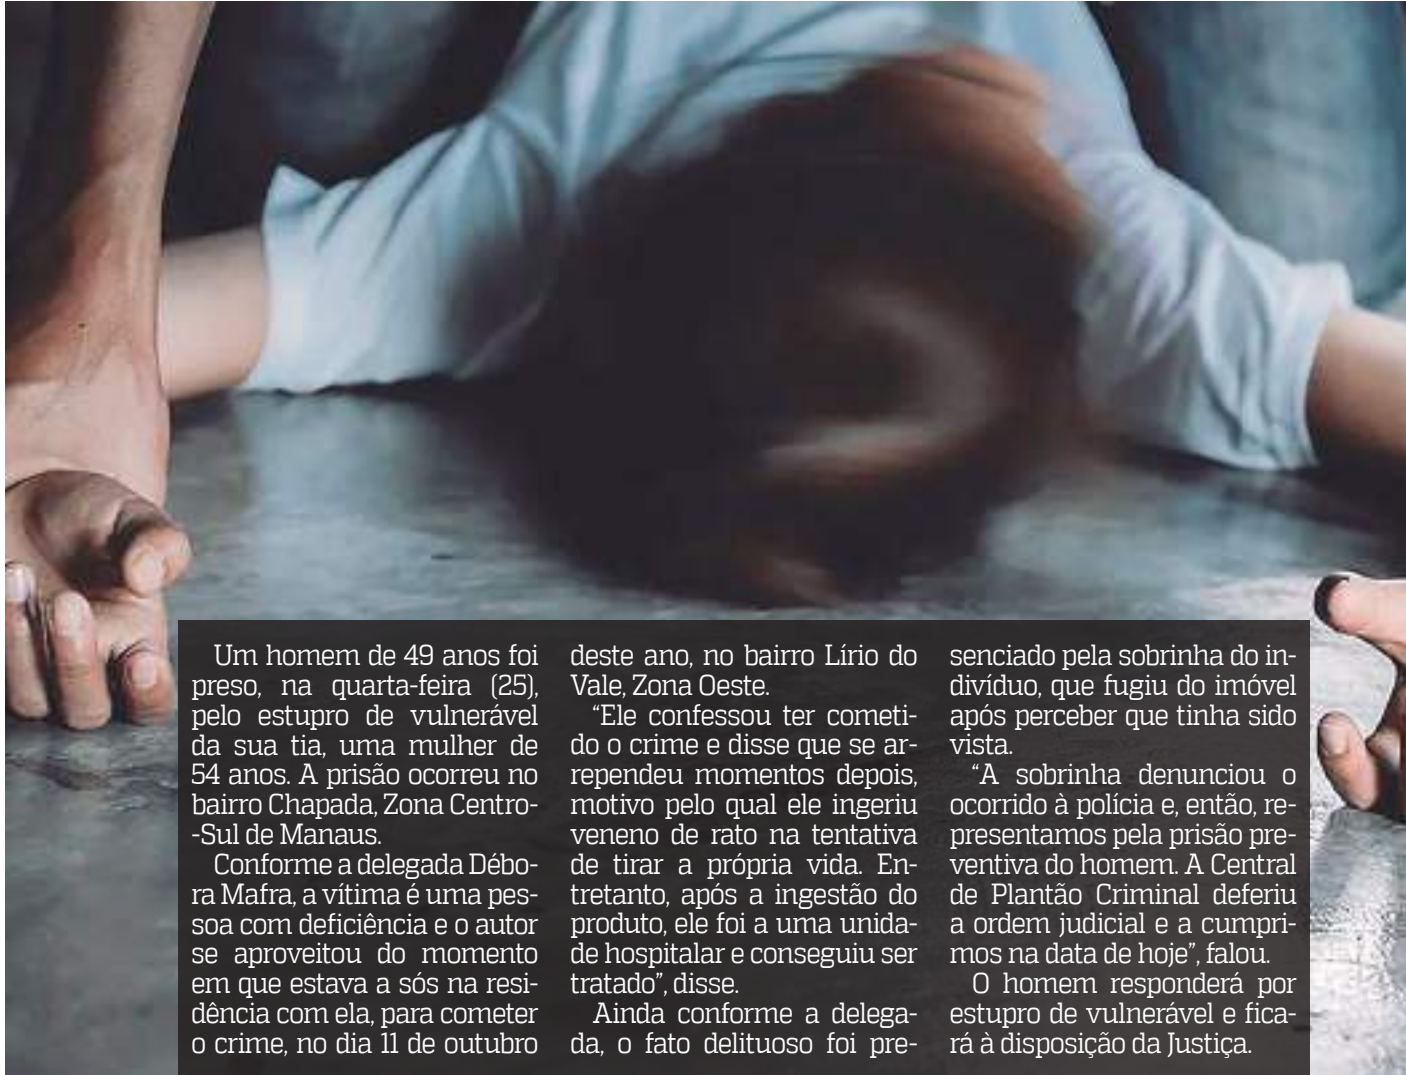 Um homem de 49 anos foi
preso, na quarta-feira (25),
pelo estupro de vulnerável
da sua tia, uma mulher de
54 anos. A prisão ocorreu no
bairro Chapada, Zona Centro-
-Sul de Manaus.
Conforme a delegada Débo-
ra Mafra, a vítima é uma pes-
soa com deficiência e o autor
se aproveitou do momento
em que estava a sós na resi-
dência com ela, para cometer
o crime, no dia 11 de outubro
deste ano, no bairro Lírio do
Vale, Zona Oeste.
“Ele confessou ter cometi-
do o crime e disse que se ar-
rependeu momentos depois,
motivo pelo qual ele ingeriu
veneno de rato na tentativa
de tirar a própria vida. En-
tretanto, após a ingestão do
produto, ele foi a uma unida-
de hospitalar e conseguiu ser
tratado”, disse.
Ainda conforme a delega-
da, o fato delituoso foi pre-
senciado pela sobrinha do in-
divíduo, que fugiu do imóvel
após perceber que tinha sido
vista.
“A sobrinha denunciou o
ocorrido à polícia e, então, re-
presentamos pela prisão pre-
ventiva do homem. A Central
de Plantão Criminal deferiu
a ordem judicial e a cumpri-
mos na data de hoje”, falou.
O homem responderá por
estupro de vulnerável e fica-
rá à disposição da Justiça.